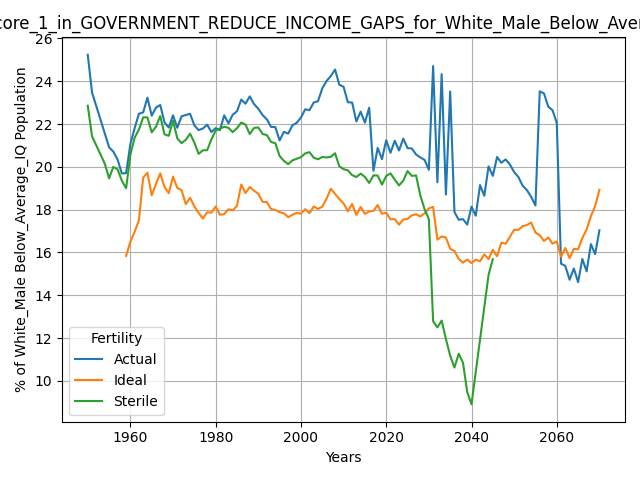 core_1_in_GOVERNMENT_REDUCE_INCOME_GAPS_for_White_Male_Below_Aver
% of White_Male Below_Average_IQ Population
26
24
22
20
18
16
14
12
10
Fertility
Actual
Ideal
Sterile
1960
1980
2000
2020
2040
2060
Years